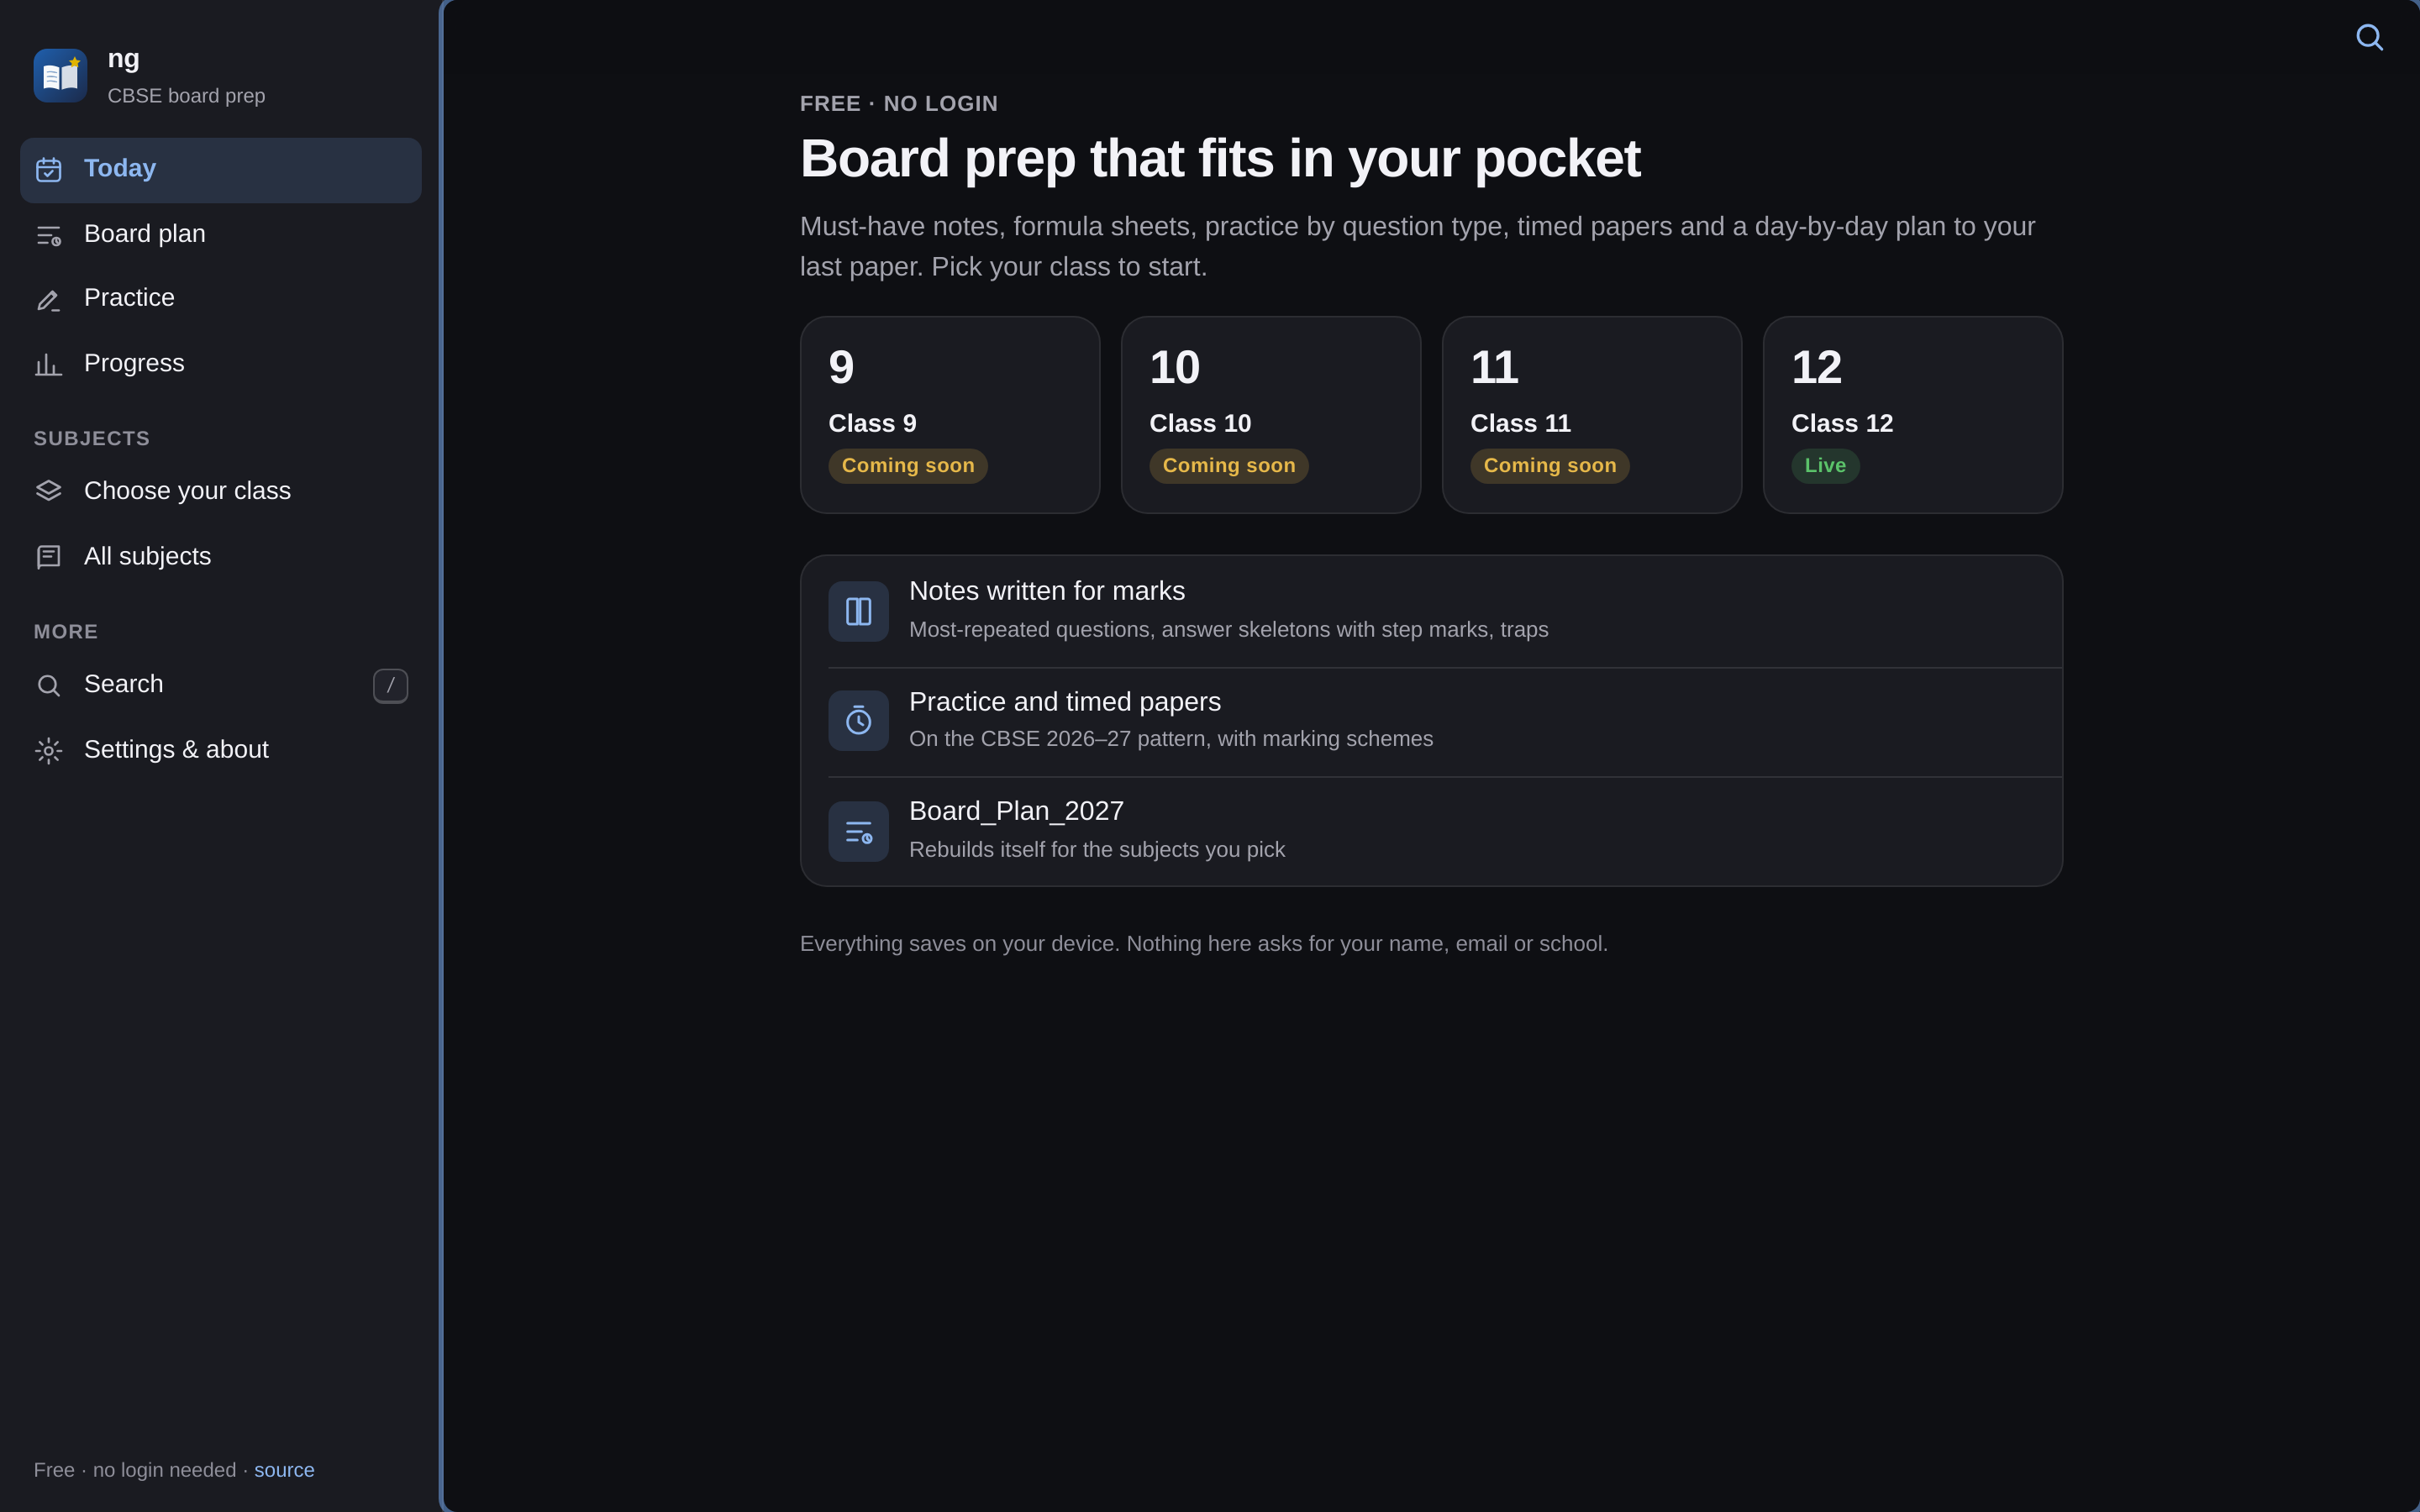 ng
CBSE board prep
Today
Board plan
Practice
Progress
SUBJECTS
Choose your class
All subjects
MORE
Search /
Settings & about
Free · no login needed · source
FREE · NO LOGIN
Board prep that fits in your pocket
Must-have notes, formula sheets, practice by question type, timed papers and a day-by-day plan to your
last paper. Pick your class to start.
9
Class 9
Coming soon
10
Class 10
Coming soon
11
Class 11
Coming soon
12
Class 12
Live
Notes written for marks
Most-repeated questions, answer skeletons with step marks, traps
Practice and timed papers
On the CBSE 2026–27 pattern, with marking schemes
Board_Plan_2027
Rebuilds itself for the subjects you pick
Everything saves on your device. Nothing here asks for your name, email or school.